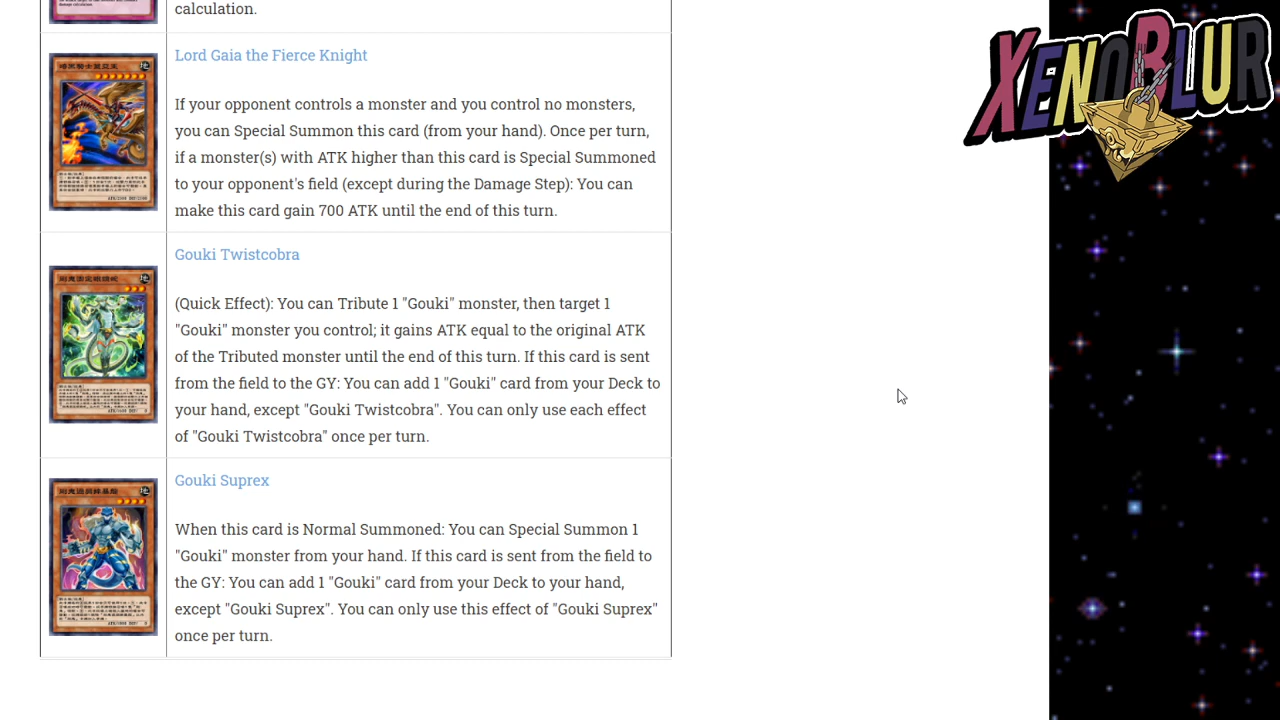 calculation.
Lord Gaia the Fierce Knight
If your opponent controls a monster and you control no monsters,
you can Special Summon this card (from your hand). Once per turn,
if a monster(s) with ATK higher than this card is Special Summoned
to your opponent's field (except during the Damage Step): You can
make this card gain 700 ATK until the end of this turn.
Gouki Twistcobra
(Quick Effect): You can Tribute 1 "Gouki" monster, then target 1
"Gouki" monster you control; it gains ATK equal to the original ATK
of the Tributed monster until the end of this turn. If this card is sent
from the field to the GY: You can add 1 "Gouki" card from your Deck to
your hand, except "Gouki Twistcobra". You can only use each effect
of "Gouki Twistcobra" once per turn.
Gouki Suprex
When this card is Normal Summoned: You can Special Summon 1
"Gouki" monster from your hand. If this card is sent from the field to
the GY: You can add 1 "Gouki" card from your Deck to your hand,
except "Gouki Suprex". You can only use this effect of "Gouki Suprex"
once per turn.
XENOBLUR